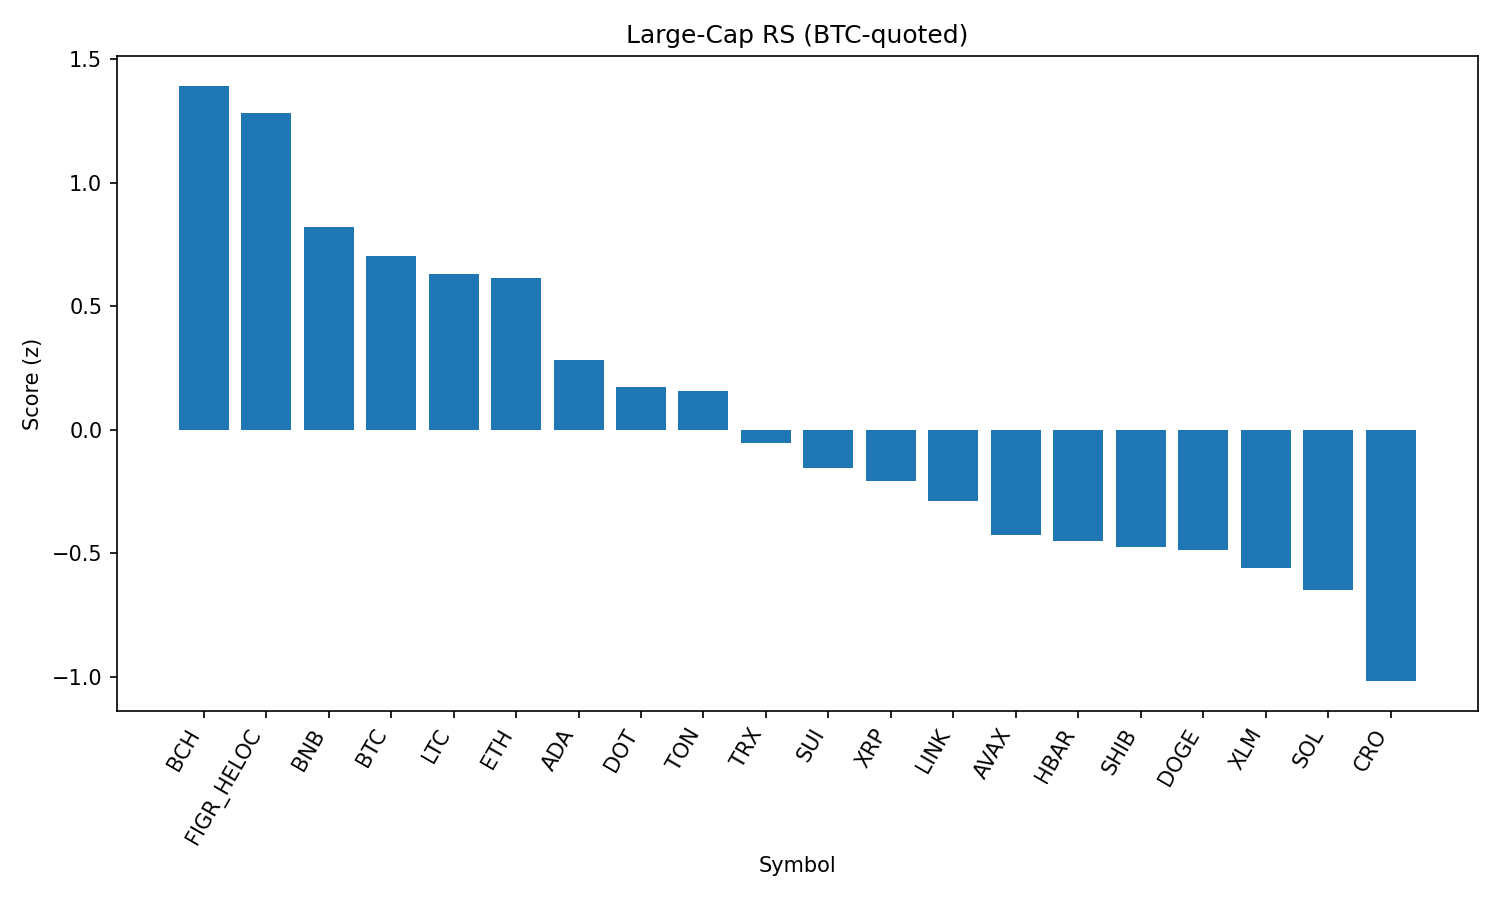 Large-Cap RS (BTC-quoted)
Score (z)
1.5
1.0
0.5
0.0
−0.5
−1.0
BCH
FIGR_HELOC
BNB
BTC
LTC
ETH
ADA
DOT
TON
TRX
SUI
XRP
LINK
AVAX
HBAR
SHIB
DOGE
XLM
SOL
CRO
Symbol